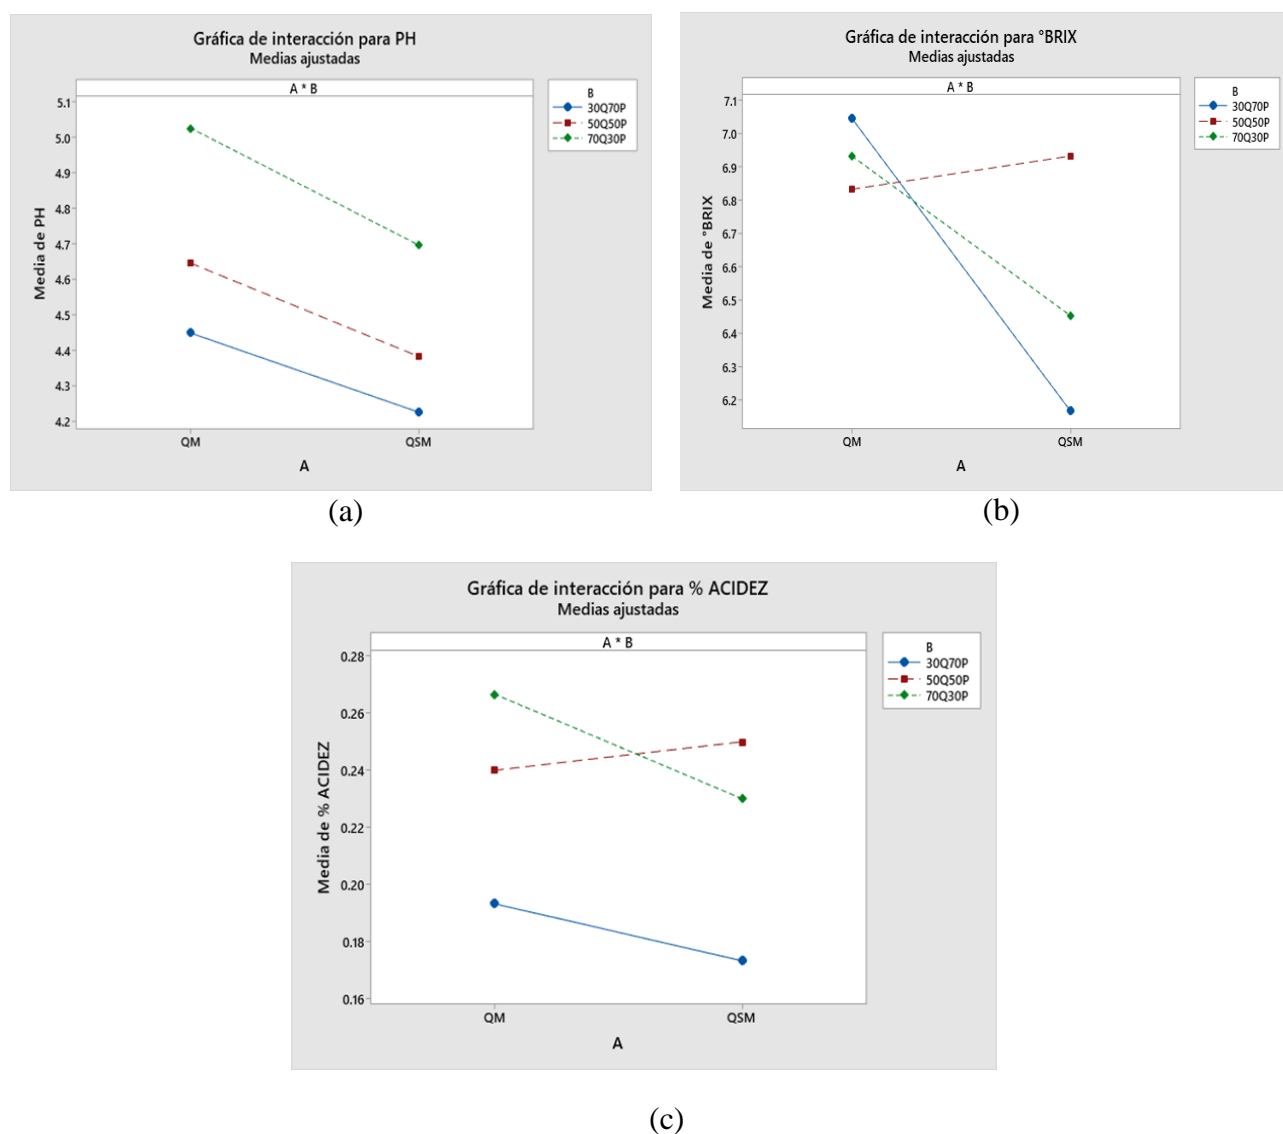 Gráfica de interacción para PH
Medias ajustadas
A * B
5.1
5.0
4.9
4.8
4.7
4.6
4.5
4.4
4.3
4.2
Media de PH
QM
QSM
A
B
30Q70P
50Q50P
70Q30P
(a)
Gráfica de interacción para °BRIX
Medias ajustadas
A * B
7.1
7.0
6.9
6.8
6.7
6.6
6.5
6.4
6.3
6.2
Media de °BRIX
QM
QSM
A
B
30Q70P
50Q50P
70Q30P
(b)
Gráfica de interacción para % ACIDEZ
Medias ajustadas
A * B
0.28
0.26
0.24
0.22
0.20
0.18
0.16
Media de % ACIDEZ
QM
QSM
A
B
30Q70P
50Q50P
70Q30P
(c)